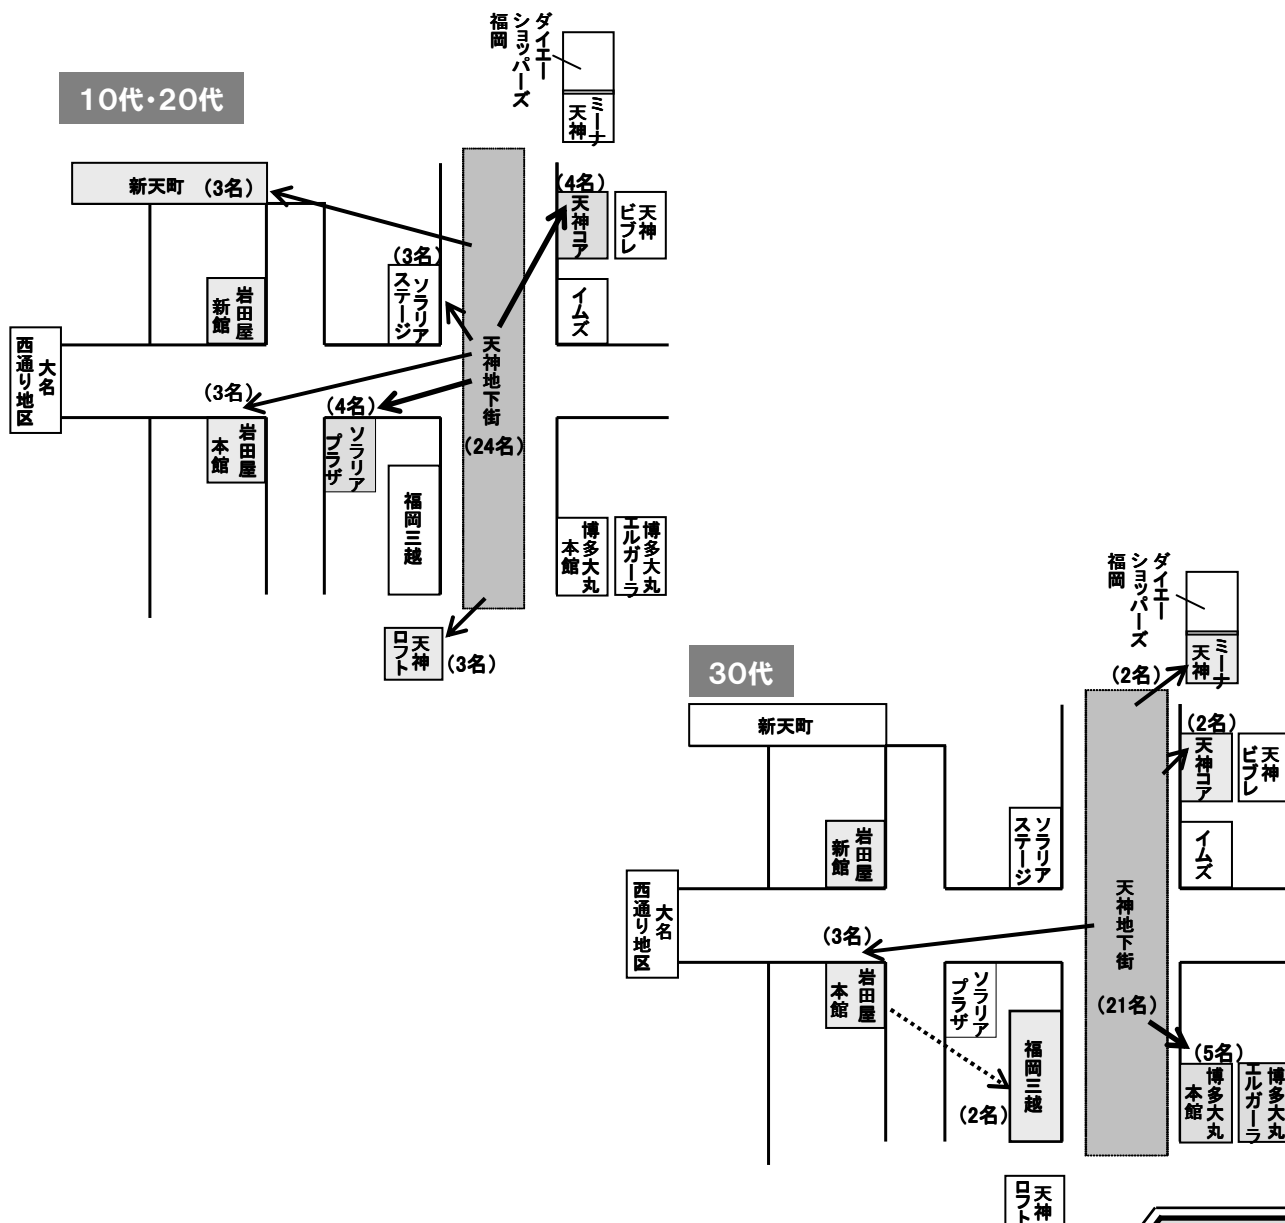 10代・20代
ダイエー
ショッパーズ
福岡
ミーナ
天神
新天町 (3名)
(4名)
天神コア
天神
ビブレ
(3名)
ソラリア
ステージ
イムズ
岩田屋
新館
大名
西通り地区
天神地下街
(24名)
(3名)
(4名)
岩田屋
本館
ソラリア
プラザ
福岡三越
博多大丸
本館
博多大丸
エルガーラ
天神
ロフト
(3名)
30代
ダイエー
ショッパーズ
福岡
ミーナ
天神
(2名)
新天町
(2名)
天神コア
天神
ビブレ
ソラリア
ステージ
イムズ
岩田屋
新館
大名
西通り地区
天神地下街
(21名)
(3名)
岩田屋
本館
ソラリア
プラザ
福岡三越
(2名)
(5名)
博多大丸
本館
博多大丸
エルガーラ
天神
ロフト